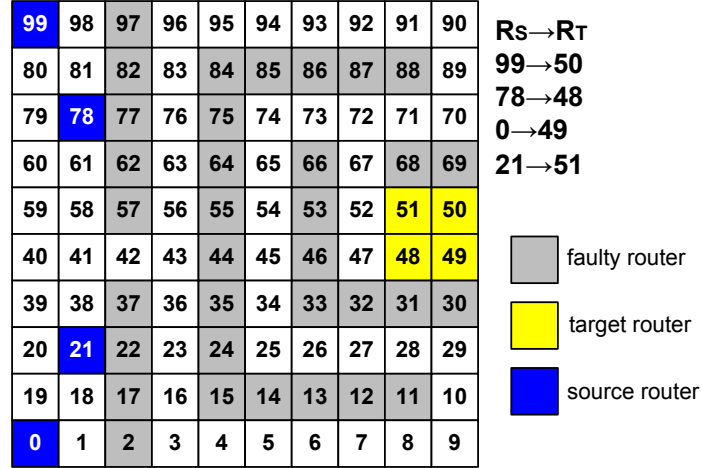 99 98 97 96 95 94 93 92 91 90
80 81 82 83 84 85 86 87 88 89
79 78 77 76 75 74 73 72 71 70
60 61 62 63 64 65 66 67 68 69
59 58 57 56 55 54 53 52 51 50
40 41 42 43 44 45 46 47 48 49
39 38 37 36 35 34 33 32 31 30
20 21 22 23 24 25 26 27 28 29
19 18 17 16 15 14 13 12 11 10
0 1 2 3 4 5 6 7 8 9
RS→RT
99→50
78→48
0→49
21→51
faulty router
target router
source router